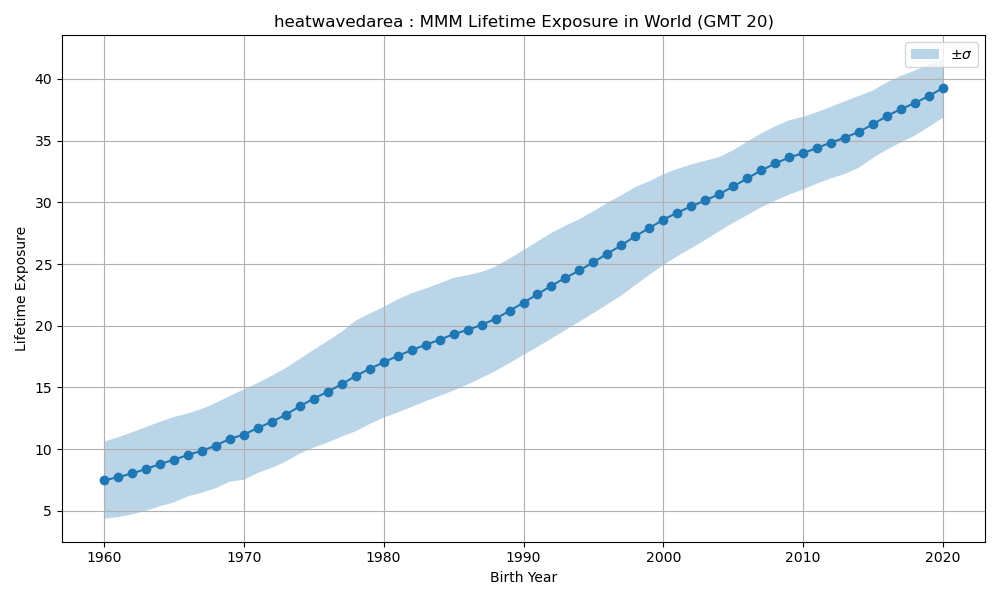 heatwavedarea : MMM Lifetime Exposure in World (GMT 20)
±σ
Lifetime Exposure
40
35
30
25
20
15
10
5
1960 1970 1980 1990 2000 2010 2020
Birth Year